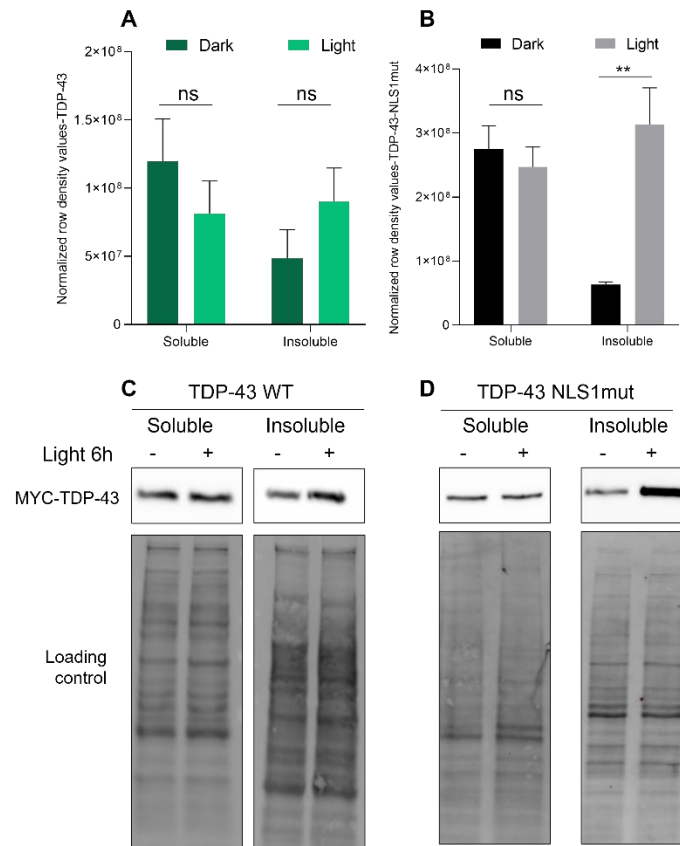 A
Dark Light
Normalized row density values-TDP-43
2×10⁸
1.5×10⁸
1×10⁸
5×10⁷
0
ns ns
Soluble Insoluble
B
Dark Light
Normalized row density values-TDP-43-NLS1mut
4×10⁸
3×10⁸
2×10⁸
1×10⁸
0
ns **
Soluble Insoluble
C
TDP-43 WT
Soluble Insoluble
Light 6h - + - +
MYC-TDP-43
Loading
control
D
TDP-43 NLS1mut
Soluble Insoluble
- + - +